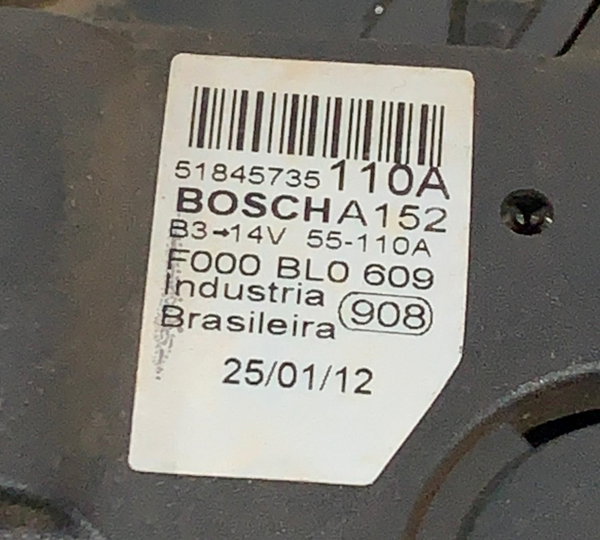 51845735 110A
BOSCH A152
B3→14V 55-110A
F000 BL0 609
Industria
908
Brasileira
25/01/12